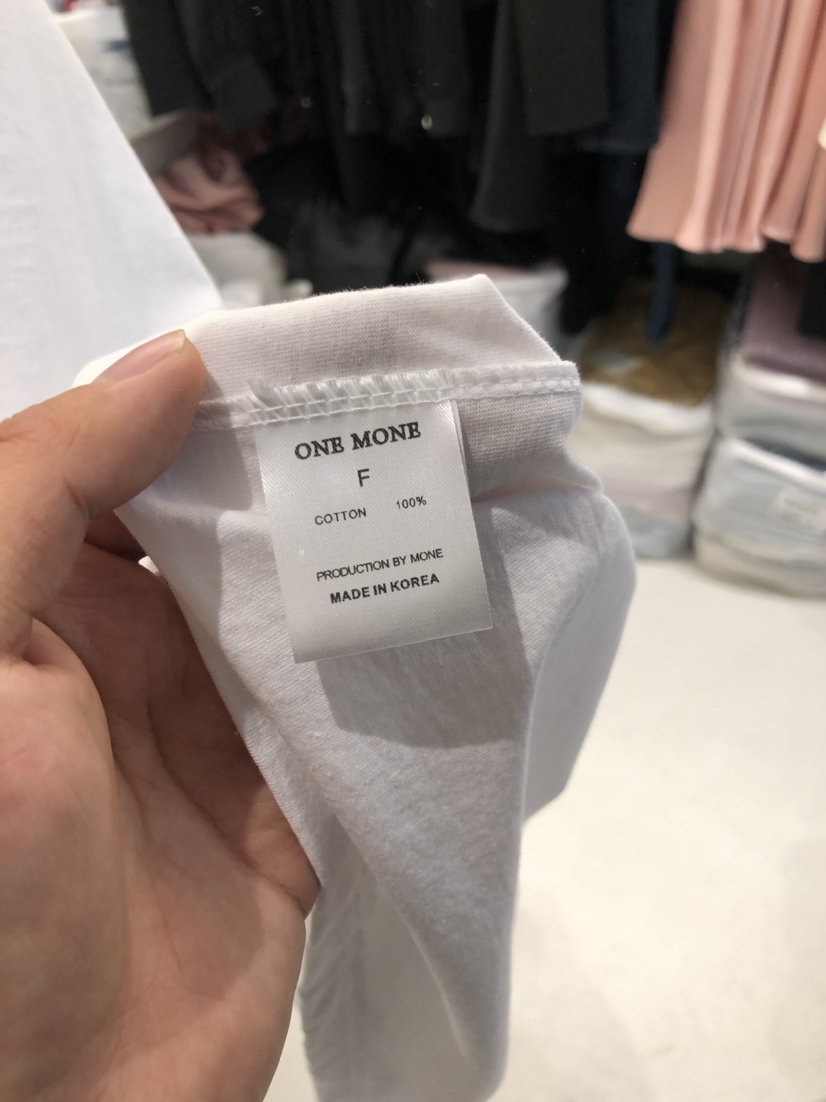 ONE MONE
F
COTTON 100%
PRODUCTION BY MONE
MADE IN KOREA